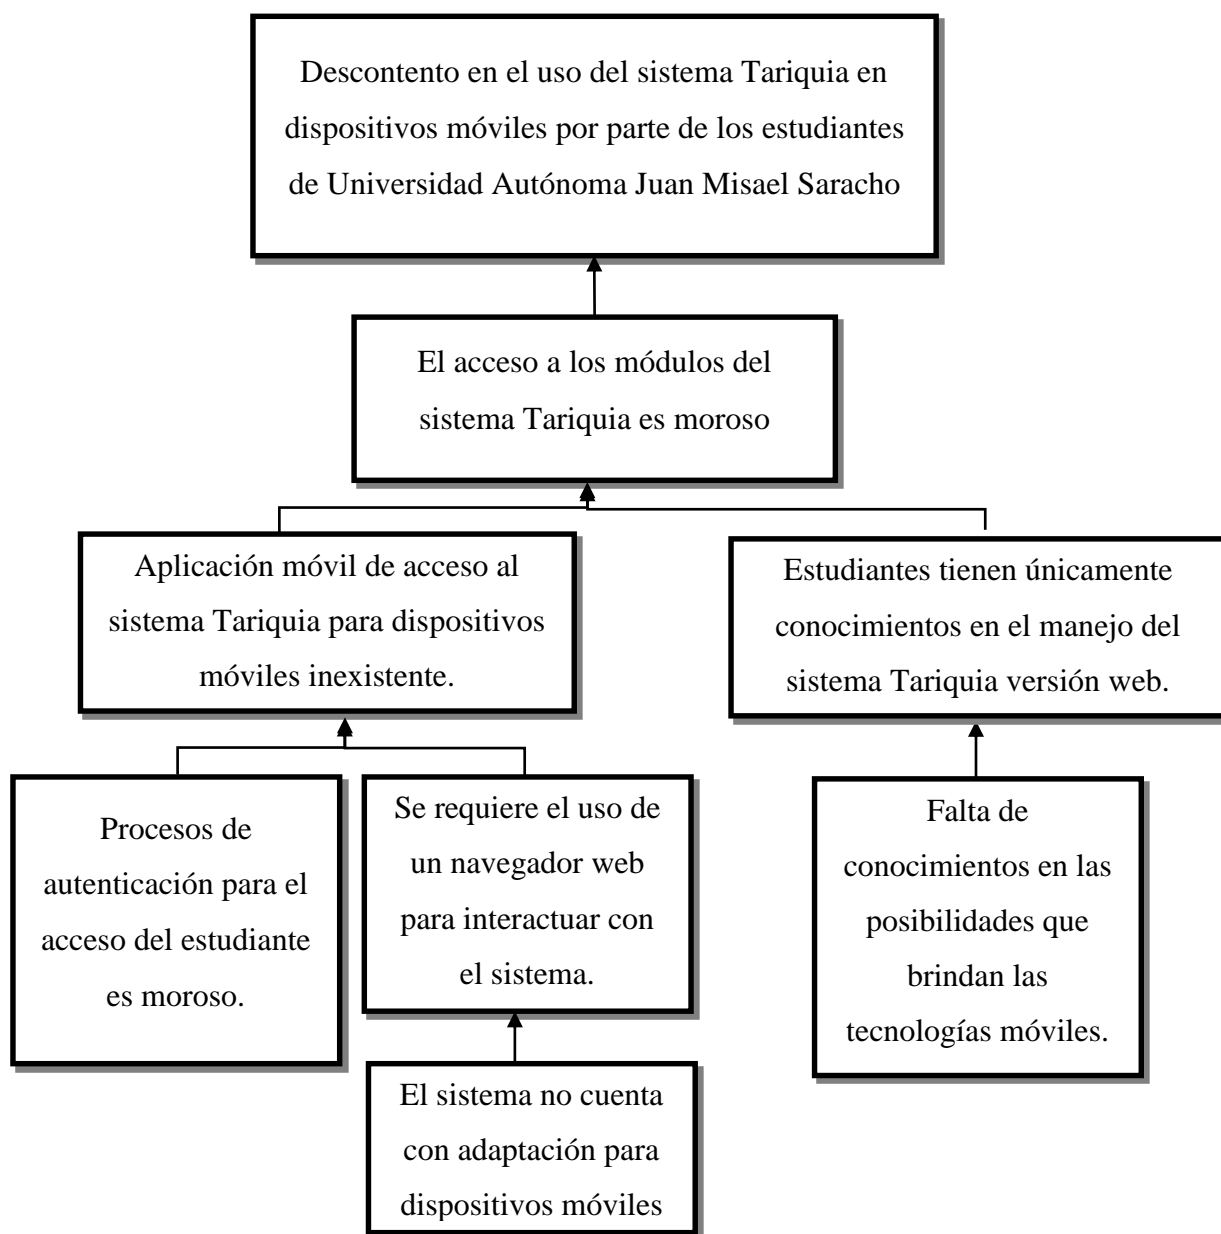 Descontento en el uso del sistema Tariquia en
dispositivos móviles por parte de los estudiantes
de Universidad Autónoma Juan Misael Saracho
El acceso a los módulos del
sistema Tariquia es moroso
Aplicación móvil de acceso al
sistema Tariquia para dispositivos
móviles inexistente.
Estudiantes tienen únicamente
conocimientos en el manejo del
sistema Tariquia versión web.
Procesos de
autenticación para el
acceso del estudiante
es moroso.
Se requiere el uso de
un navegador web
para interactuar con
el sistema.
Falta de
conocimientos en las
posibilidades que
brindan las
tecnologías móviles.
El sistema no cuenta
con adaptación para
dispositivos móviles